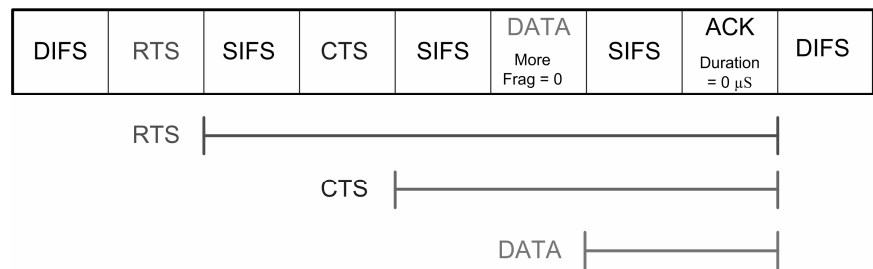 DIFS
RTS
SIFS
CTS
SIFS
DATA
More
Frag = 0
SIFS
ACK
Duration
= 0 μS
DIFS
RTS
CTS
DATA